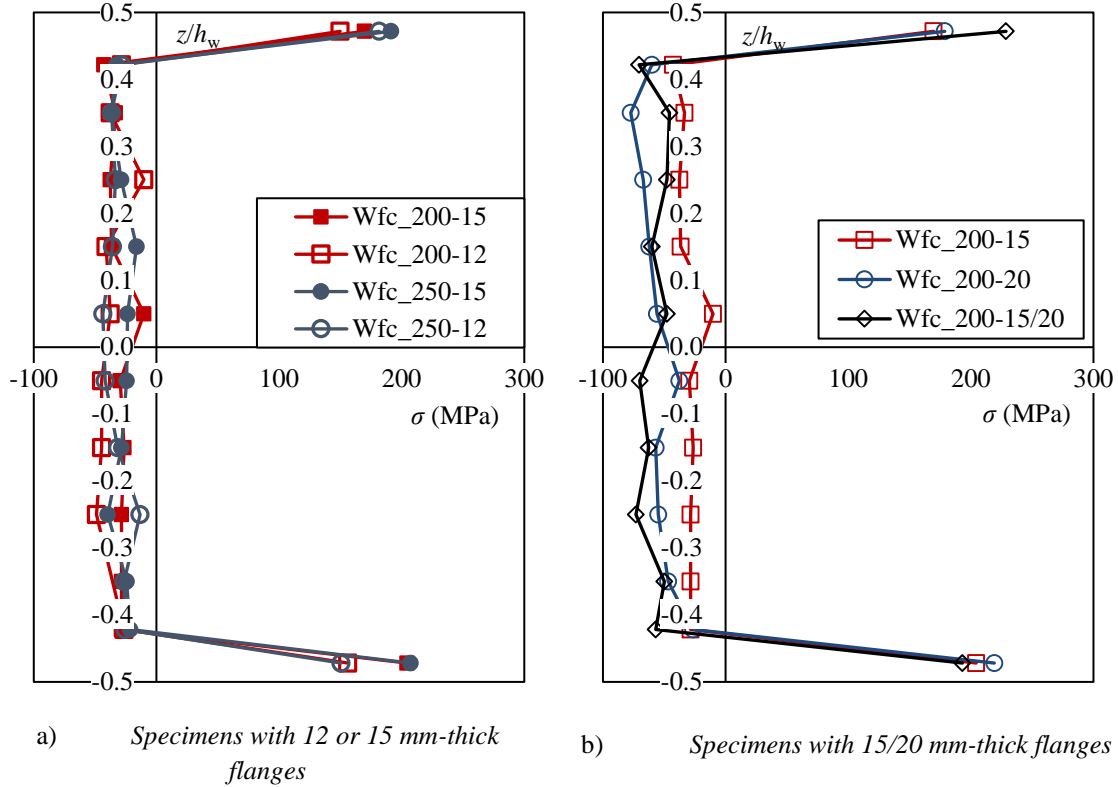 0.5
z/hw
0.4
0.3
0.2
0.1
0.0
-0.1
-0.2
-0.3
-0.4
-0.5
-100 0 100 200 300
σ (MPa)
Wfc_200-15
Wfc_200-12
Wfc_250-15
Wfc_250-12
a) Specimens with 12 or 15 mm-thick
flanges
0.5
z/hw
0.4
0.3
0.2
0.1
0.0
-0.1
-0.2
-0.3
-0.4
-0.5
-100 0 100 200 300
σ (MPa)
Wfc_200-15
Wfc_200-20
Wfc_200-15/20
b) Specimens with 15/20 mm-thick flanges